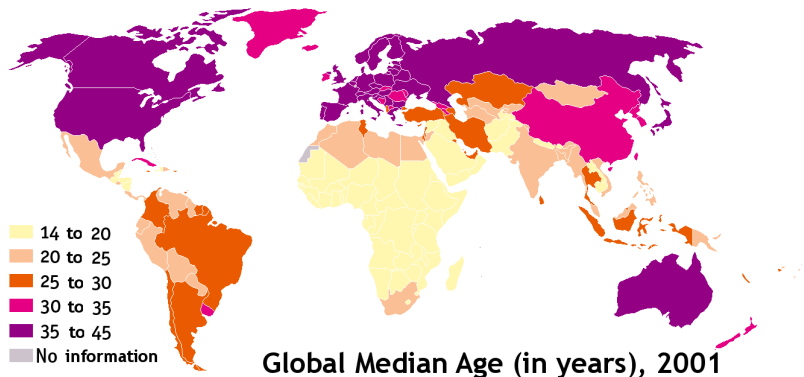 14 to 20
20 to 25
25 to 30
30 to 35
35 to 45
No information
Global Median Age (in years), 2001